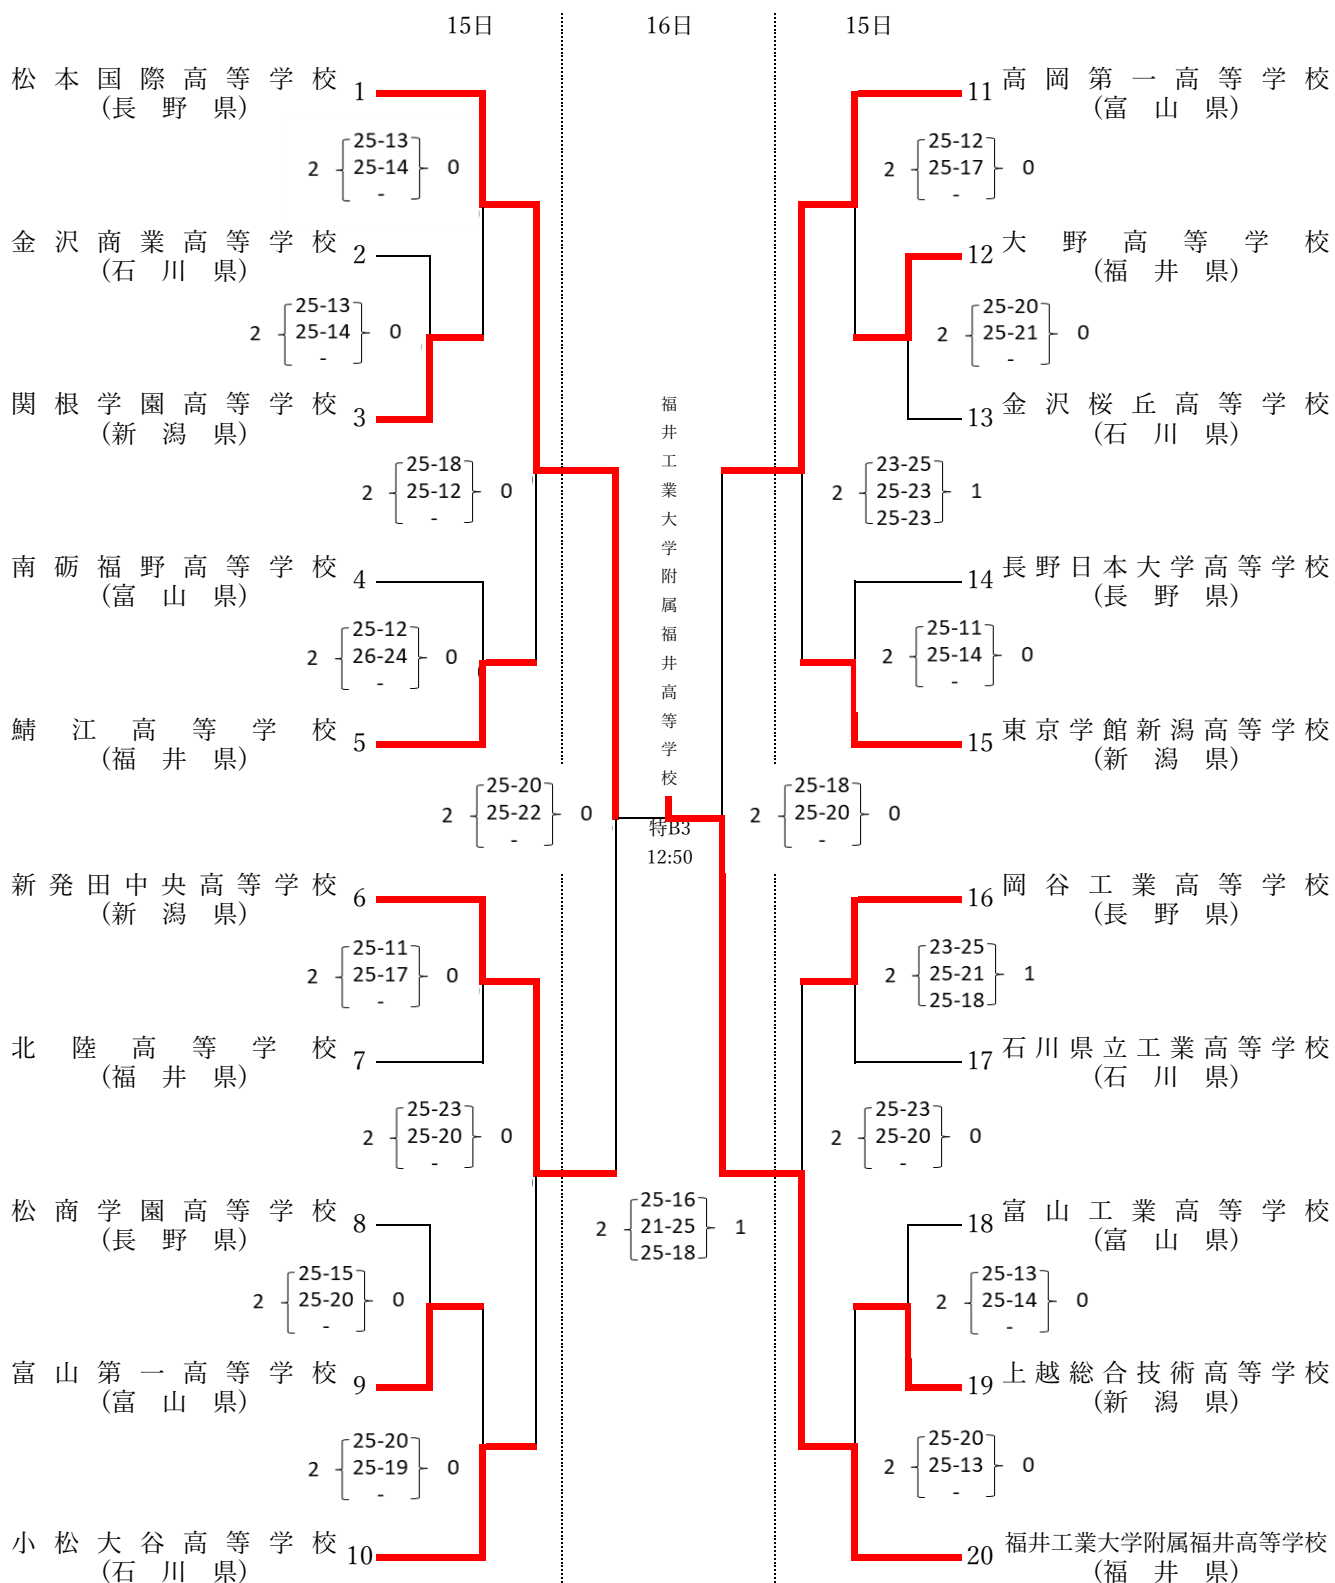 15日 16日 15日
松本国際高等学校 1
(長野県)
2 25-13 0
25-14
-
金沢商業高等学校 2
(石川県)
2 25-13 0
25-14
-
関根学園高等学校 3
(新潟県)
2 25-18 0
25-12
-
南砺福野高等学校 4
(富山県)
2 25-12 0
26-24
-
鯖江高等学校 5
(福井県)
2 25-20 0
25-22
-
新発田中央高等学校 6
(新潟県)
2 25-11 0
25-17
-
北陸高等学校 7
(福井県)
2 25-23 0
25-20
-
松商学園高等学校 8
(長野県)
2 25-15 0
25-20
-
富山第一高等学校 9
(富山県)
2 25-20 0
25-19
-
小松大谷高等学校 10
(石川県)
福井工業大学附属福井高等学校
特B3
12:50
2 25-16 1
21-25
25-18
11 高岡第一高等学校
(富山県)
2 25-12 0
25-17
-
12 大野高等学校
(福井県)
2 25-20 0
25-21
-
13 金沢桜丘高等学校
(石川県)
2 23-25 1
25-23
25-23
14 長野日本大学高等学校
(長野県)
2 25-11 0
25-14
-
15 東京学館新潟高等学校
(新潟県)
2 25-18 0
25-20
-
16 岡谷工業高等学校
(長野県)
2 23-25 1
25-21
25-18
17 石川県立工業高等学校
(石川県)
2 25-23 0
25-20
-
18 富山工業高等学校
(富山県)
2 25-13 0
25-14
-
19 上越総合技術高等学校
(新潟県)
2 25-20 0
25-13
-
20 福井工業大学附属福井高等学校
(福井県)